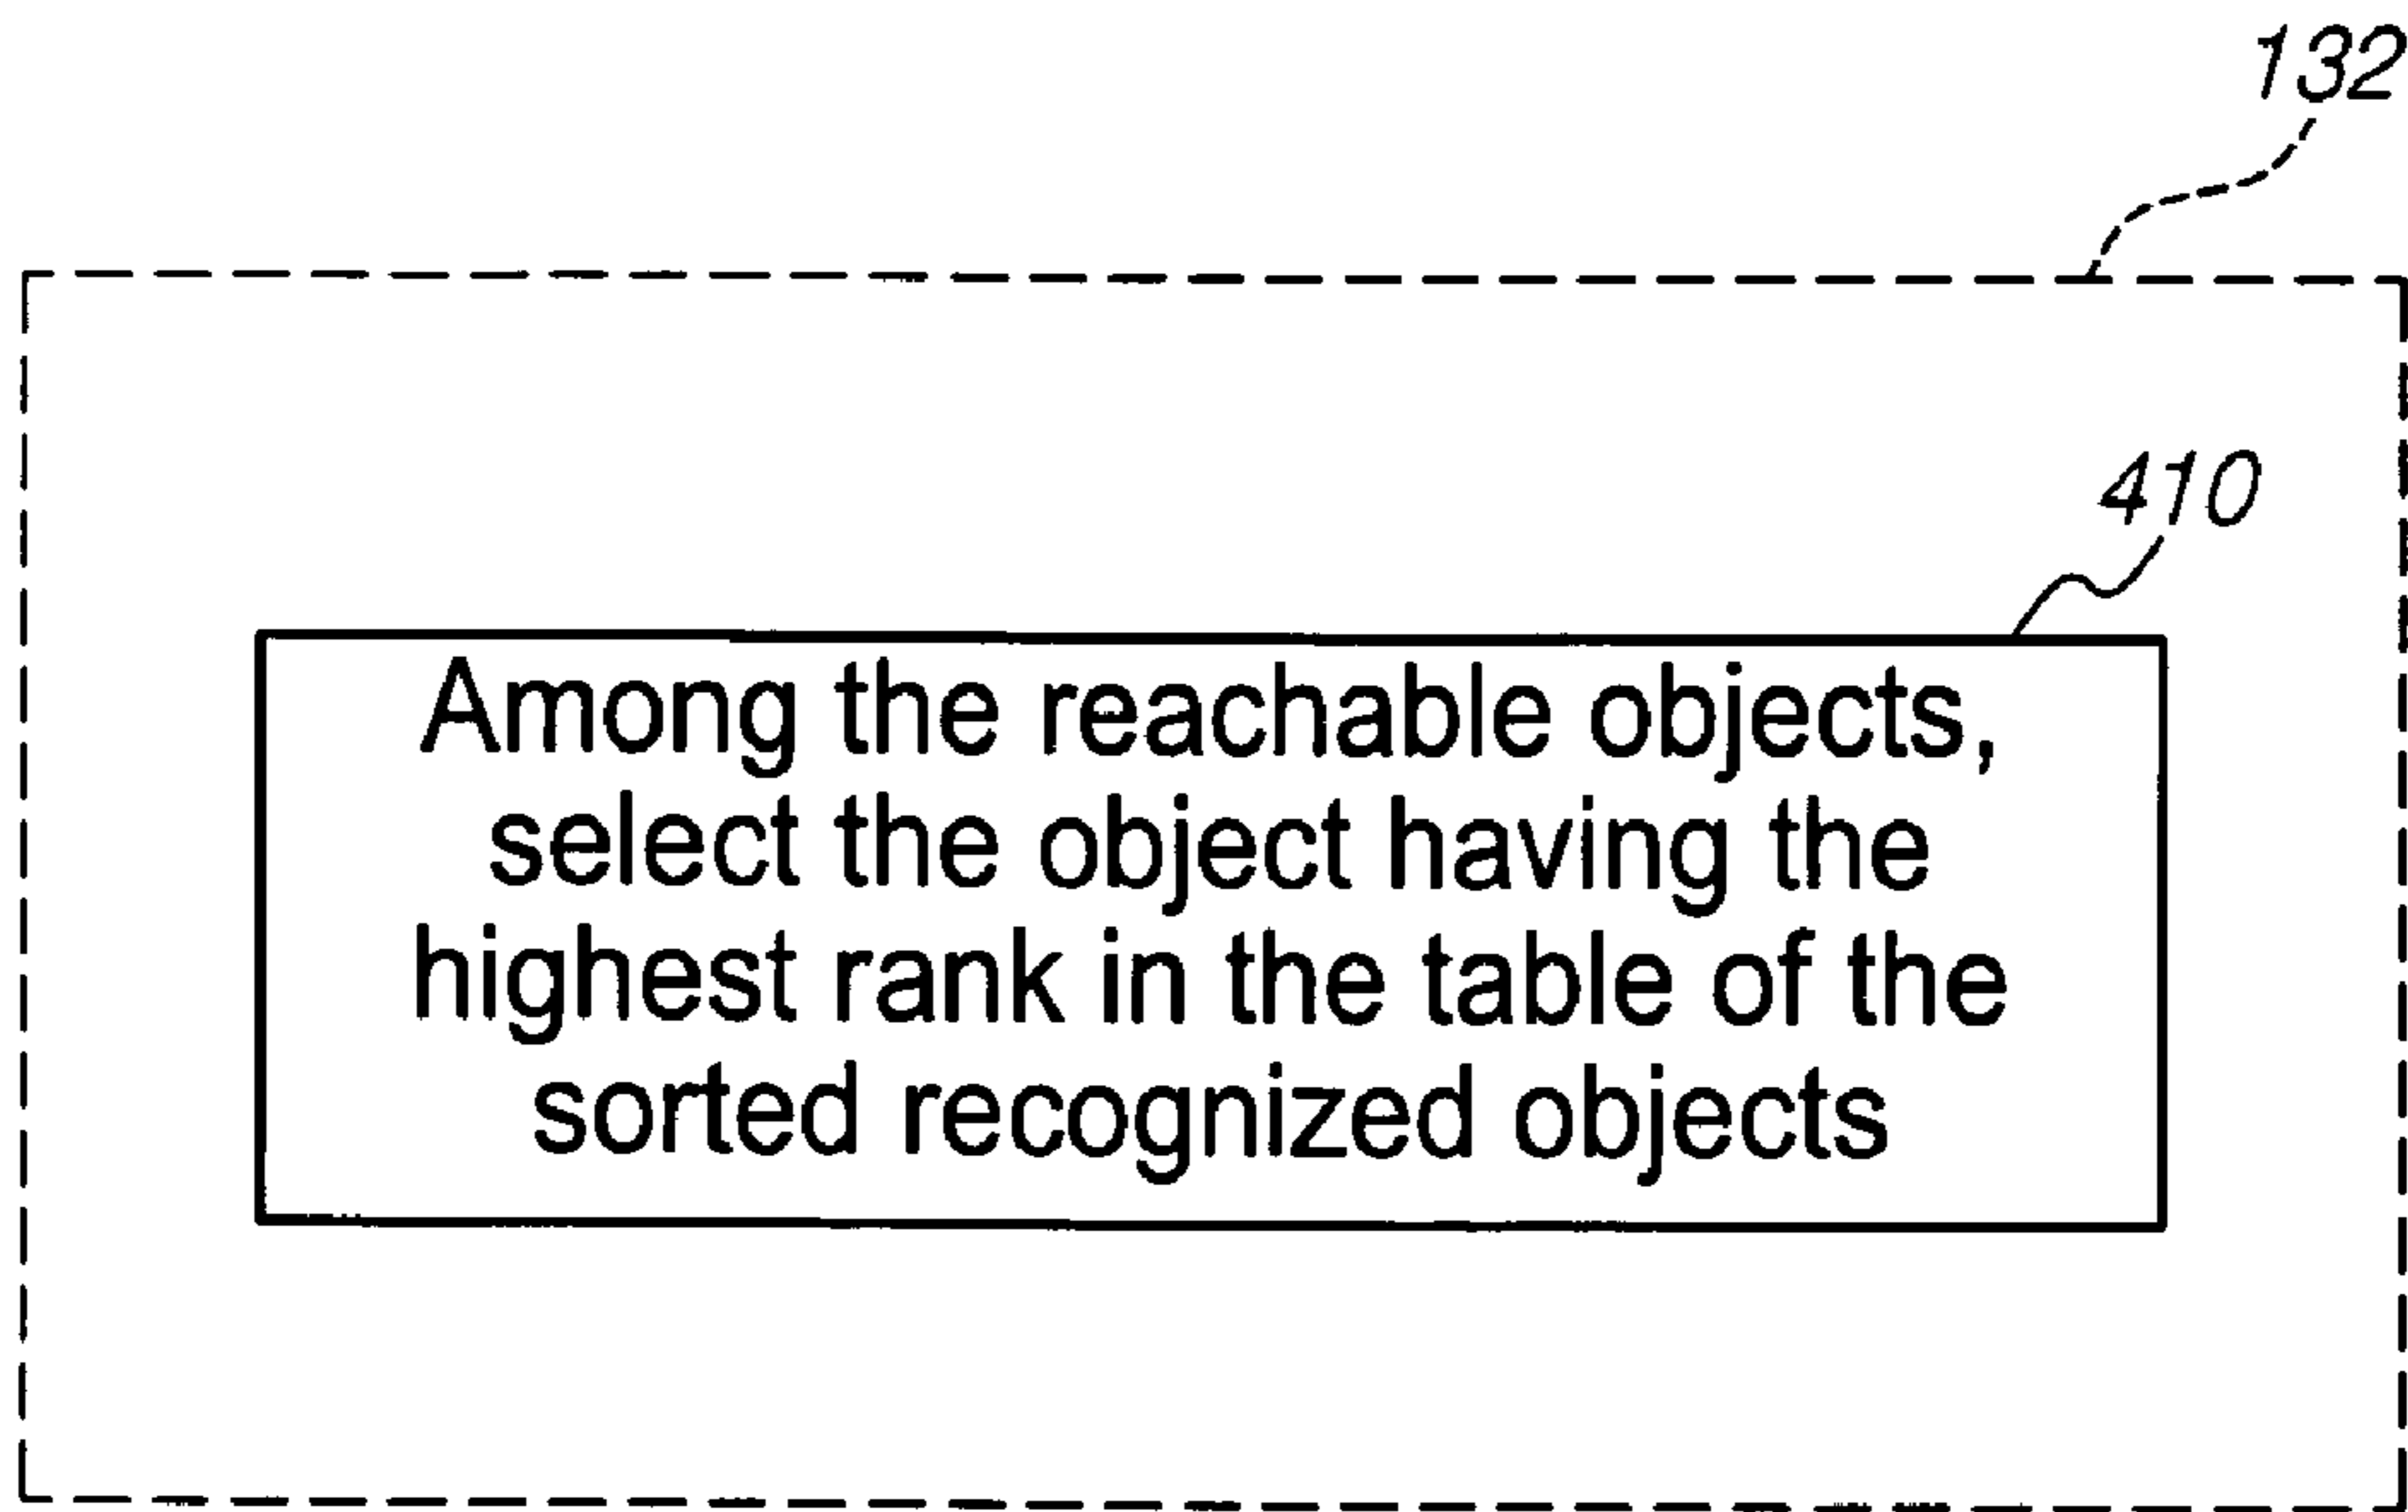 132
410
Among the reachable objects,
select the object having the
highest rank in the table of the
sorted recognized objects